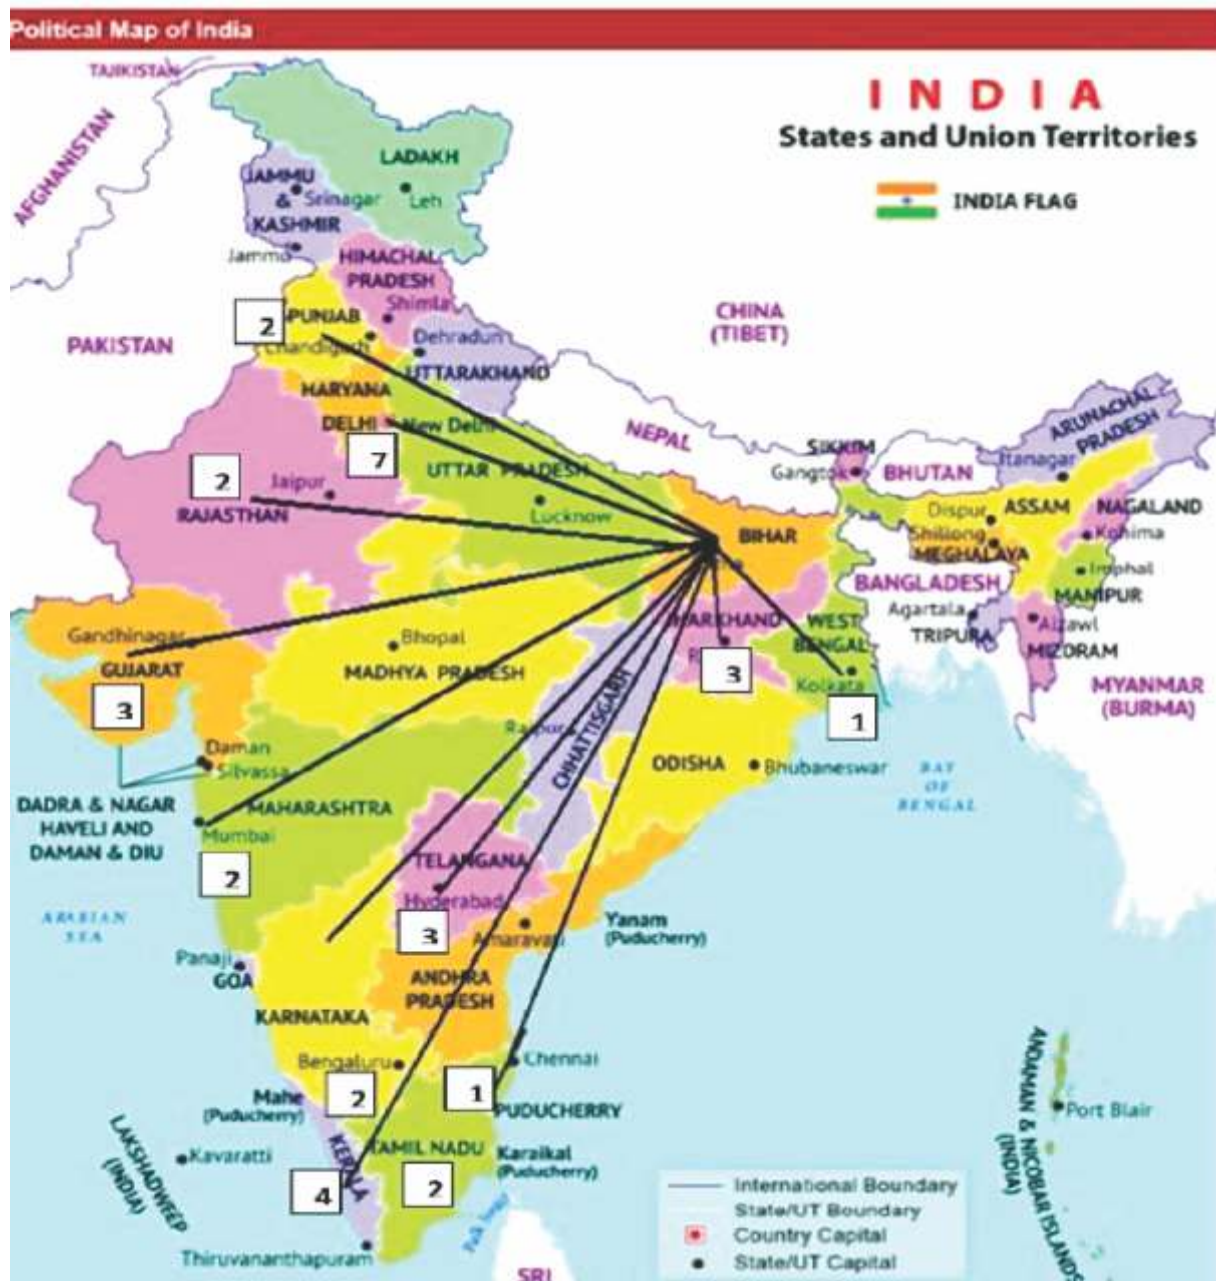 Political Map of India
INDIA
States and Union Territories
INDIA FLAG
TAJIKISTAN
AFGHANISTAN
LADAKH
Leh
JAMMU
&
KASHMIR
Srinagar
Jammu
HIMACHAL
PRADESH
Shimla
2
PUNJAB
Chandigarh
PAKISTAN
Dehradun
UTTARAKHAND
CHINA
(TIBET)
HARYANA
DELHI
New Delhi
7
UTTAR PRADESH
Lucknow
NEPAL
SIKKIM
Gangtok
BHUTAN
ARUNACHAL
PRADESH
Itanagar
2
Jaipur
RAJASTHAN
BIHAR
Dispur
ASSAM
NAGALAND
Kohima
Shillong
MEGHALAYA
BANGLADESH
Imphal
MANIPUR
Agartala
TRIPURA
Aizawl
MIZORAM
MYANMAR
(BURMA)
Gandhinagar
GUJARAT
3
Bhopal
MADHYA PRADESH
JHARKHAND
3
WEST
BENGAL
Kolkata
1
Raipur
CHHATTISGARH
ODISHA
Bhubaneswar
BAY
OF
BENGAL
Daman
Silvassa
DADRA & NAGAR
HAVELI AND
DAMAN & DIU
MAHARASHTRA
Mumbai
2
TELANGANA
Hyderabad
3
ARABIAN
SEA
Amaravati
Yanam
(Puducherry)
Panaji
GOA
ANDHRA
PRADESH
KARNATAKA
Bengaluru
2
Chennai
1
PUDUCHERRY
Mahe
(Puducherry)
LAKSHADWEEP
(INDIA)
Kavaratti
KERALA
4
TAMIL NADU
2
Karaikal
(Puducherry)
Thiruvananthapuram
SRI
ANDAMAN & NICOBAR ISLANDS
(INDIA)
Port Blair
International Boundary
State/UT Boundary
Country Capital
State/UT Capital